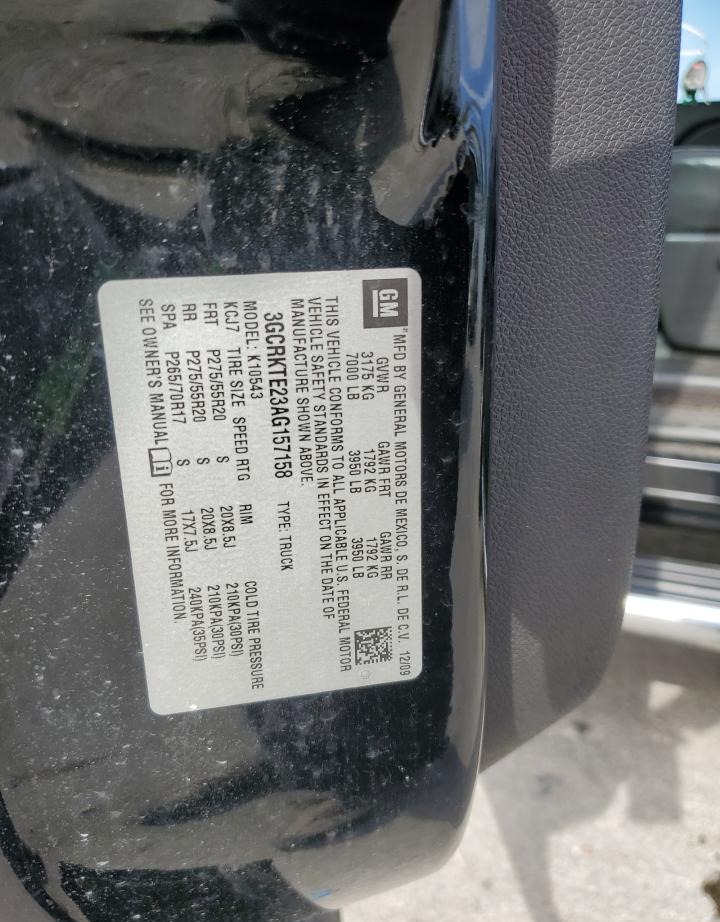 GM
MFD BY GENERAL MOTORS DE MEXICO, S. DE R.L. DE C.V. 12/09
GVWR GAWR FRT GAWR RR
3175 KG 1792 KG 1792 KG
7000 LB 3950 LB 3950 LB
THIS VEHICLE CONFORMS TO ALL APPLICABLE U.S. FEDERAL MOTOR
VEHICLE SAFETY STANDARDS IN EFFECT ON THE DATE OF
MANUFACTURE SHOWN ABOVE.
3GCRKTE23AG157158 TYPE: TRUCK
MODEL: K10543
KCJ7 TIRE SIZE SPEED RTG RIM COLD TIRE PRESSURE
FRT P275/55R20 S 20X8.5J 210KPA(30PSI)
RR P275/55R20 S 20X8.5J 210KPA(30PSI)
SPA P265/70R17 S 17X7.5J 240KPA(35PSI)
SEE OWNER'S MANUAL FOR MORE INFORMATION.